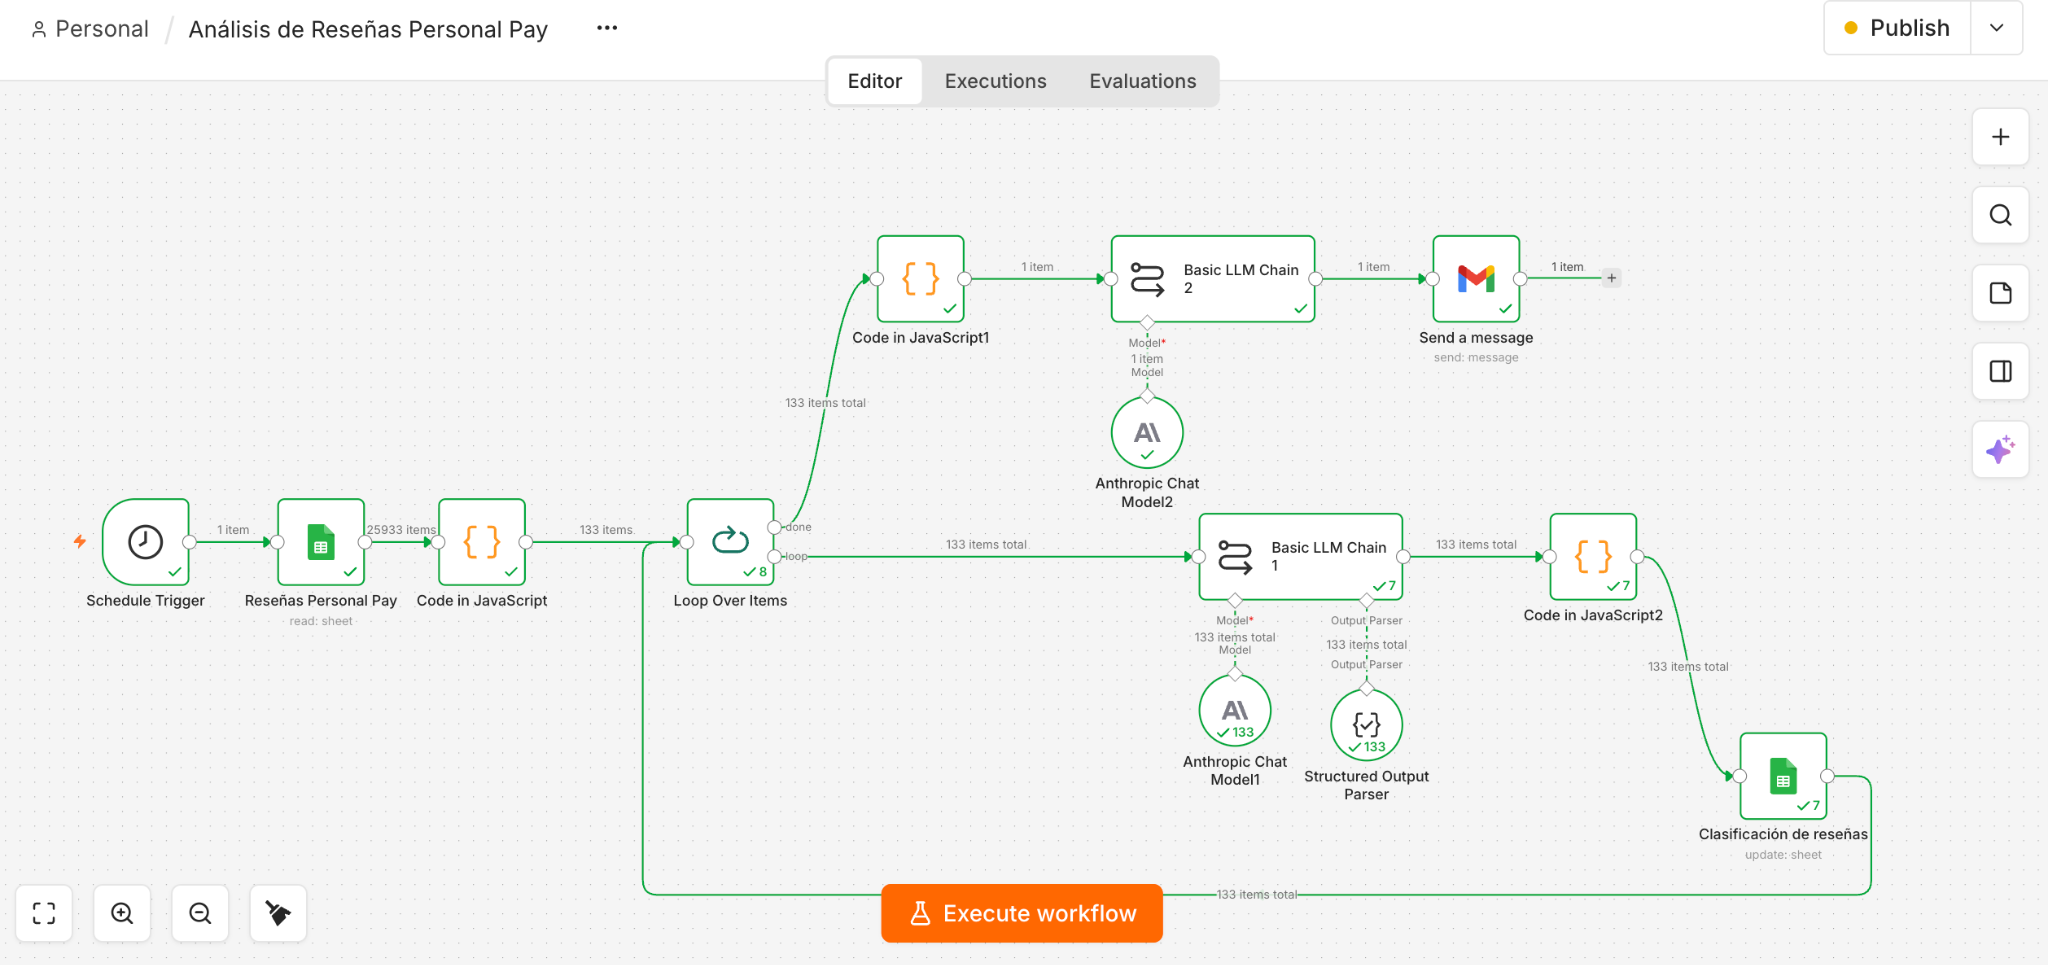 Personal / Análisis de Reseñas Personal Pay ...
Publish
Editor Executions Evaluations
Code in JavaScript1
1 item
Basic LLM Chain
2
1 item
Send a message
send: message
1 item
Model*
1 item
Model
Anthropic Chat
Model2
133 items total
Schedule Trigger
1 item
Reseñas Personal Pay
read: sheet
25933 items
Code in JavaScript
133 items
Loop Over Items
8
done
loop
133 items total
Basic LLM Chain
1
7
Model*
133 items total
Model
133
Anthropic Chat
Model1
Output Parser
133 items total
Output Parser
133
Structured Output
Parser
133 items total
7
Code in JavaScript2
133 items total
7
Clasificación de reseñas
update: sheet
133 items total
Execute workflow